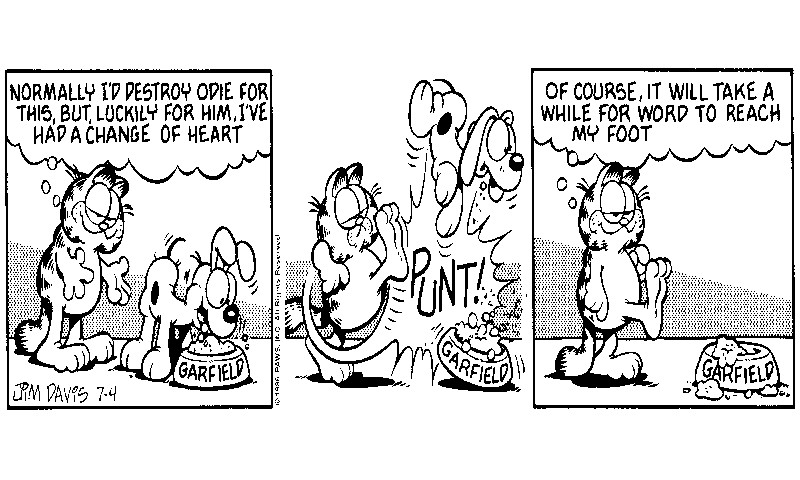 NORMALLY I'D DESTROY ODIE FOR
THIS, BUT, LUCKILY FOR HIM, I'VE
HAD A CHANGE OF HEART
GARFIELD
JIM DAVIS 7-4
PUNT!
GARFIELD
OF COURSE, IT WILL TAKE A
WHILE FOR WORD TO REACH
MY FOOT
GARFIELD